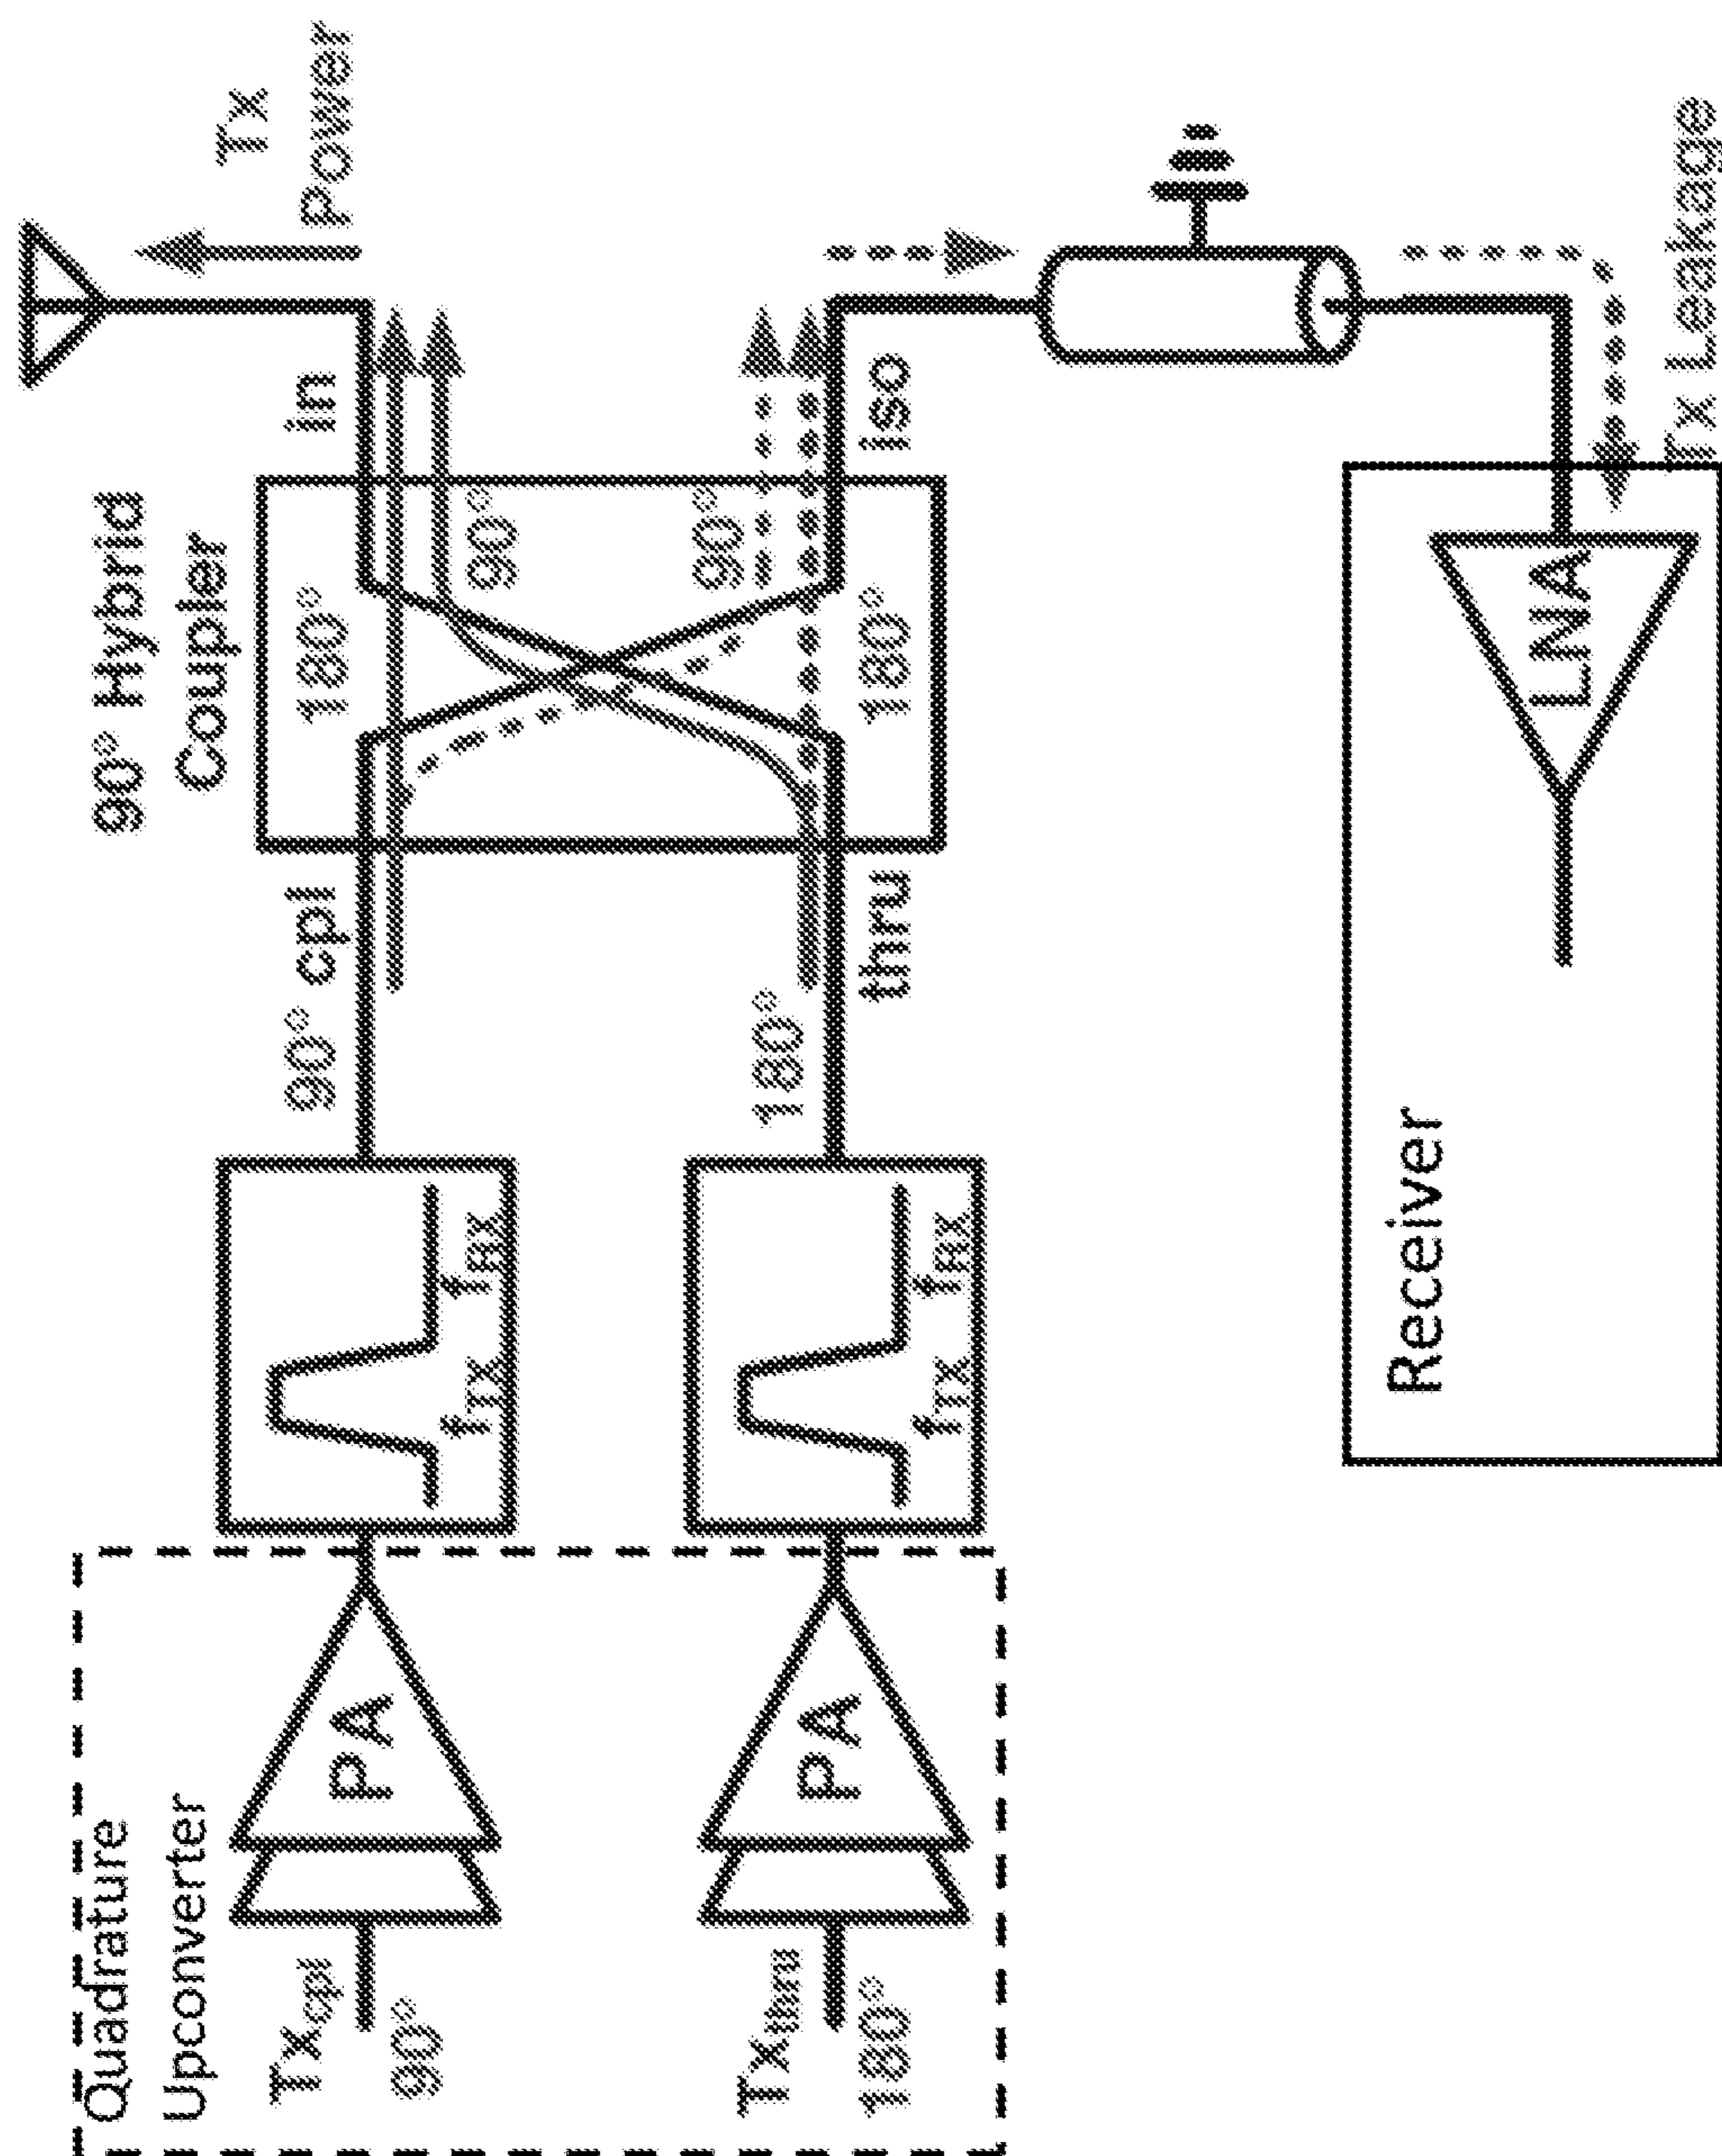 Quadrature
Upconverter
Tx_cpl
90°
PA
f_TX f_RX
90° cpl
90° Hybrid
Coupler
180°
90°
in
Tx
Power
Tx_thru
180°
PA
f_TX f_RX
180°
thru
90°
180°
iso
Receiver
LNA
Tx Leakage